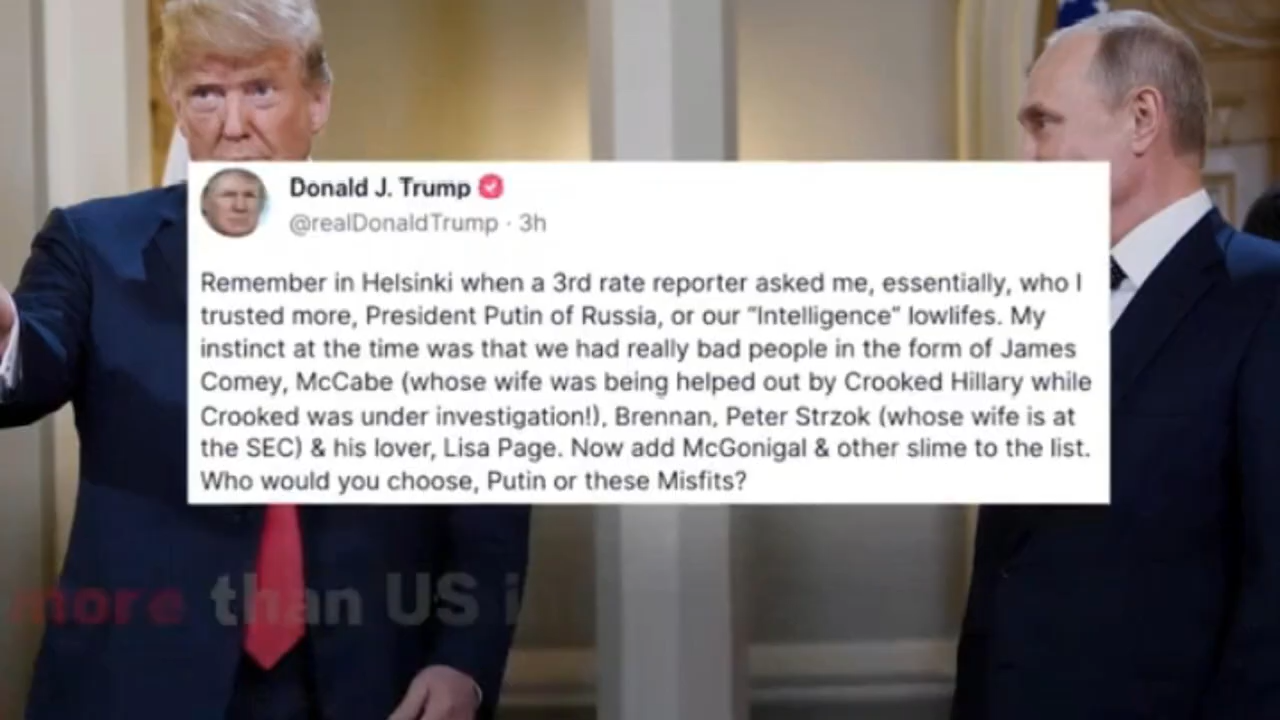 Donald J. Trump
@realDonaldTrump · 3h
Remember in Helsinki when a 3rd rate reporter asked me, essentially, who I
trusted more, President Putin of Russia, or our “Intelligence” lowlifes. My
instinct at the time was that we had really bad people in the form of James
Comey, McCabe (whose wife was being helped out by Crooked Hillary while
Crooked was under investigation!), Brennan, Peter Strzok (whose wife is at
the SEC) & his lover, Lisa Page. Now add McGonigal & other slime to the list.
Who would you choose, Putin or these Misfits?
more than US